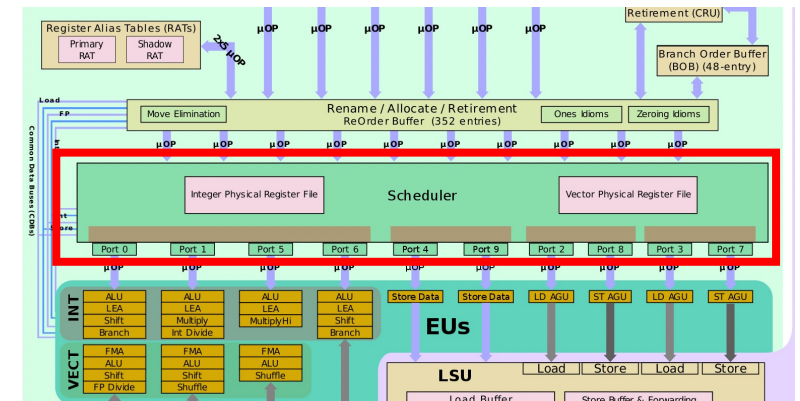 Retirement (CRU)
Register Alias Tables (RATs)
Primary RAT
Shadow RAT
2x5 µOP
µOP µOP µOP µOP µOP µOP
Branch Order Buffer
(BOB) (48-entry)
Load
FP
Int
Common Data Buses (CDBs)
Move Elimination
Rename / Allocate / Retirement
ReOrder Buffer (352 entries)
Ones Idioms
Zeroing Idioms
µOP µOP µOP µOP µOP µOP µOP µOP µOP µOP
Integer Physical Register File
Scheduler
Vector Physical Register File
Int
Store
Port 0 Port 1 Port 5 Port 6 Port 4 Port 9 Port 2 Port 8 Port 3 Port 7
µOP µOP µOP µOP µOP µOP µOP µOP µOP µOP
INT
ALU ALU ALU ALU Store Data Store Data LD AGU ST AGU LD AGU ST AGU
LEA LEA LEA LEA
Shift Multiply MultiplyHi Shift
Branch Int Divide Branch
EUs
VECT
FMA FMA FMA
ALU ALU ALU
Shift Shift Shuffle
FP Divide Shuffle
LSU
Load Store Load Store
Load Buffer
Store Buffer & Forwarding